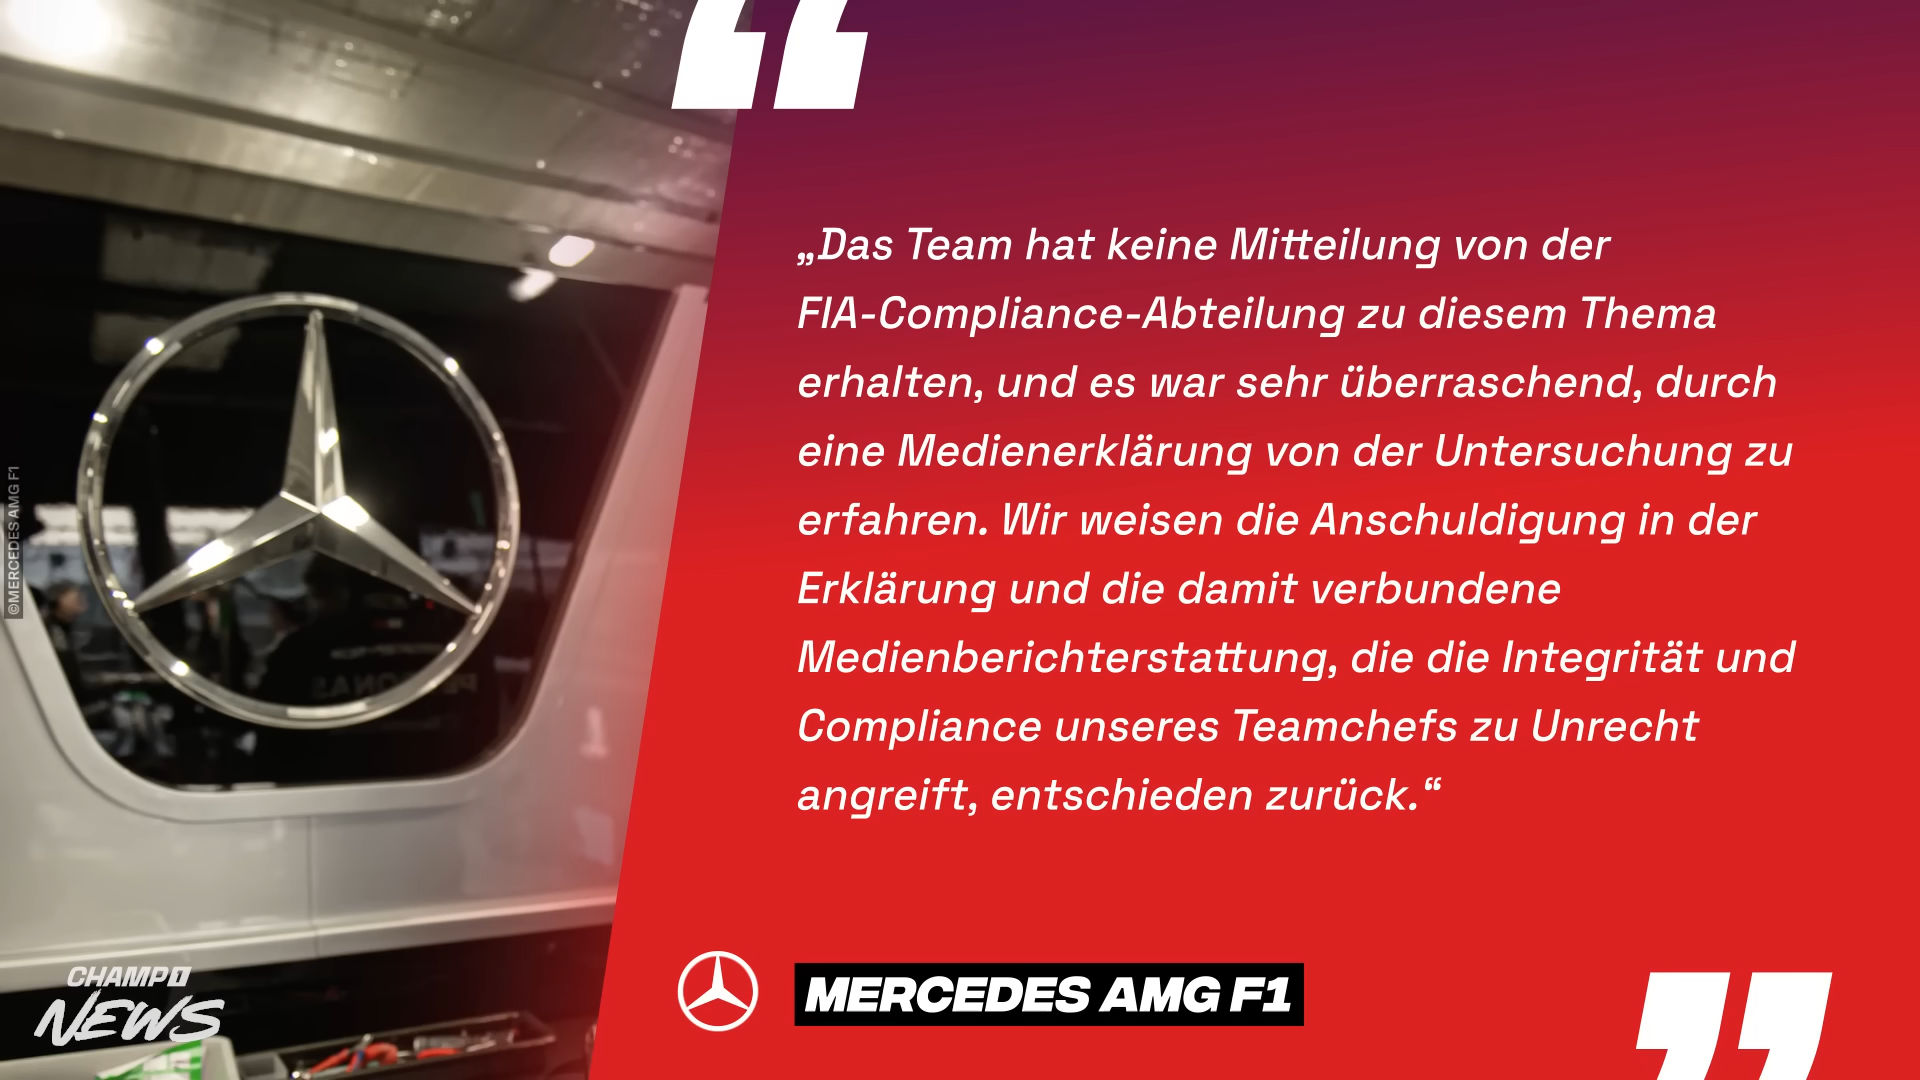 „Das Team hat keine Mitteilung von der
FIA-Compliance-Abteilung zu diesem Thema
erhalten, und es war sehr überraschend, durch
eine Medienerklärung von der Untersuchung zu
erfahren. Wir weisen die Anschuldigung in der
Erklärung und die damit verbundene
Medienberichterstattung, die die Integrität und
Compliance unseres Teamchefs zu Unrecht
angreift, entschieden zurück.“
MERCEDES AMG F1
©MERCEDES AMG F1
CHAMP1
NEWS